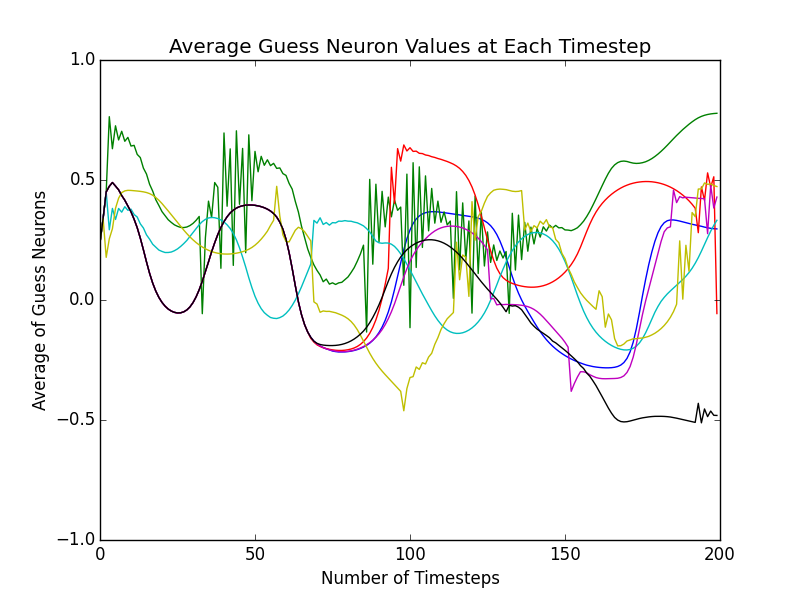 Average Guess Neuron Values at Each Timestep
1.0
0.5
0.0
−0.5
−1.0
Average of Guess Neurons
0 50 100 150 200
Number of Timesteps